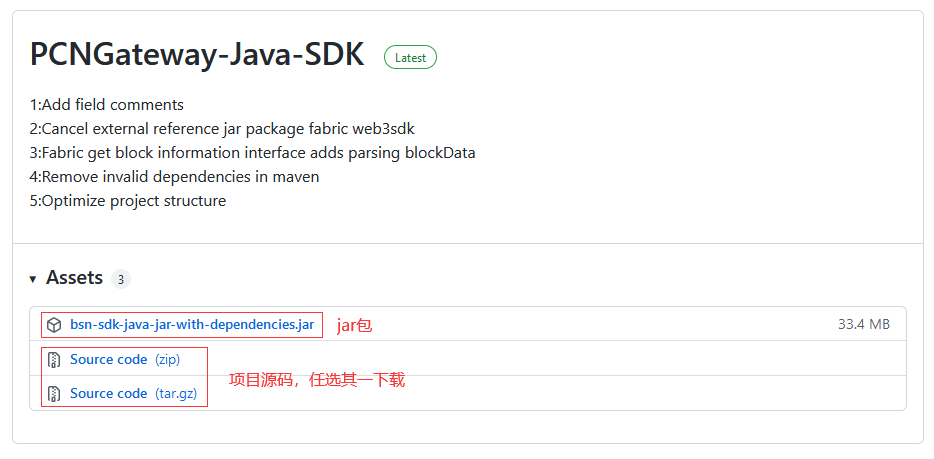 PCNGateway-Java-SDK Latest
1:Add field comments
2:Cancel external reference jar package fabric web3sdk
3:Fabric get block information interface adds parsing blockData
4:Remove invalid dependencies in maven
5:Optimize project structure
Assets 3
bsn-sdk-java-jar-with-dependencies.jar jar包 33.4 MB
Source code (zip)
项目源码，任选其一下载
Source code (tar.gz)